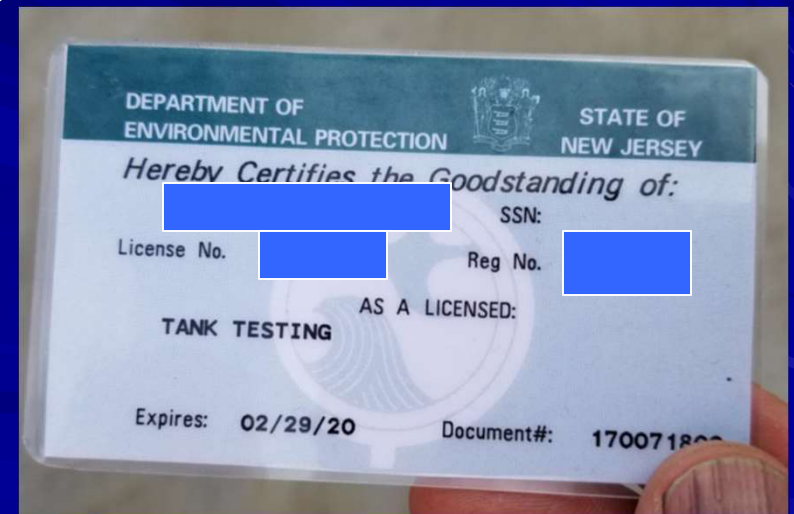 DEPARTMENT OF
ENVIRONMENTAL PROTECTION
STATE OF
NEW JERSEY
Hereby Certifies the Goodstanding of:
SSN:
License No.
Reg No.
AS A LICENSED:
TANK TESTING
Expires: 02/29/20
Document#: